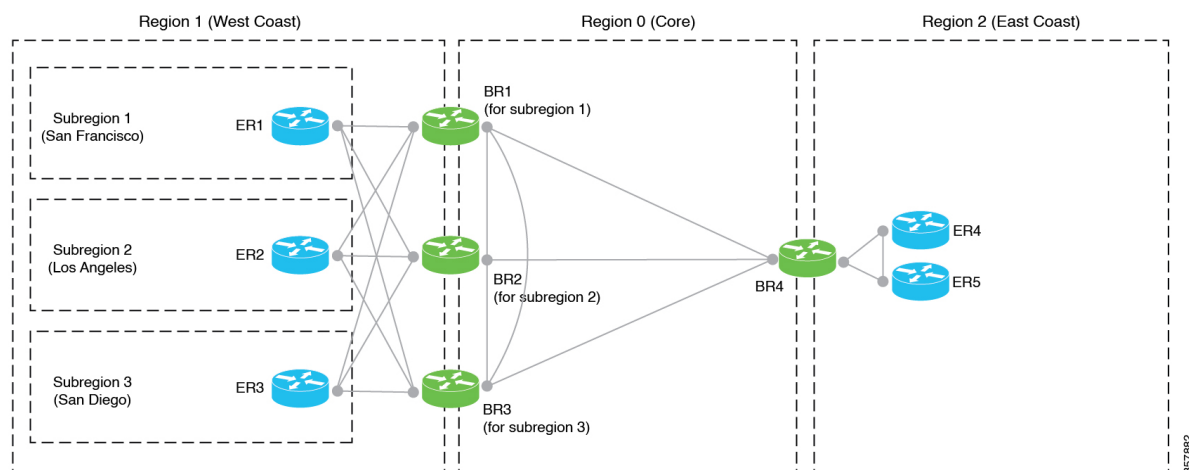 Region 1 (West Coast)
Region 0 (Core)
Region 2 (East Coast)
Subregion 1
(San Francisco)
ER1
BR1
(for subregion 1)
Subregion 2
(Los Angeles)
ER2
BR2
(for subregion 2)
BR4
ER4
ER5
Subregion 3
(San Diego)
ER3
BR3
(for subregion 3)
357882